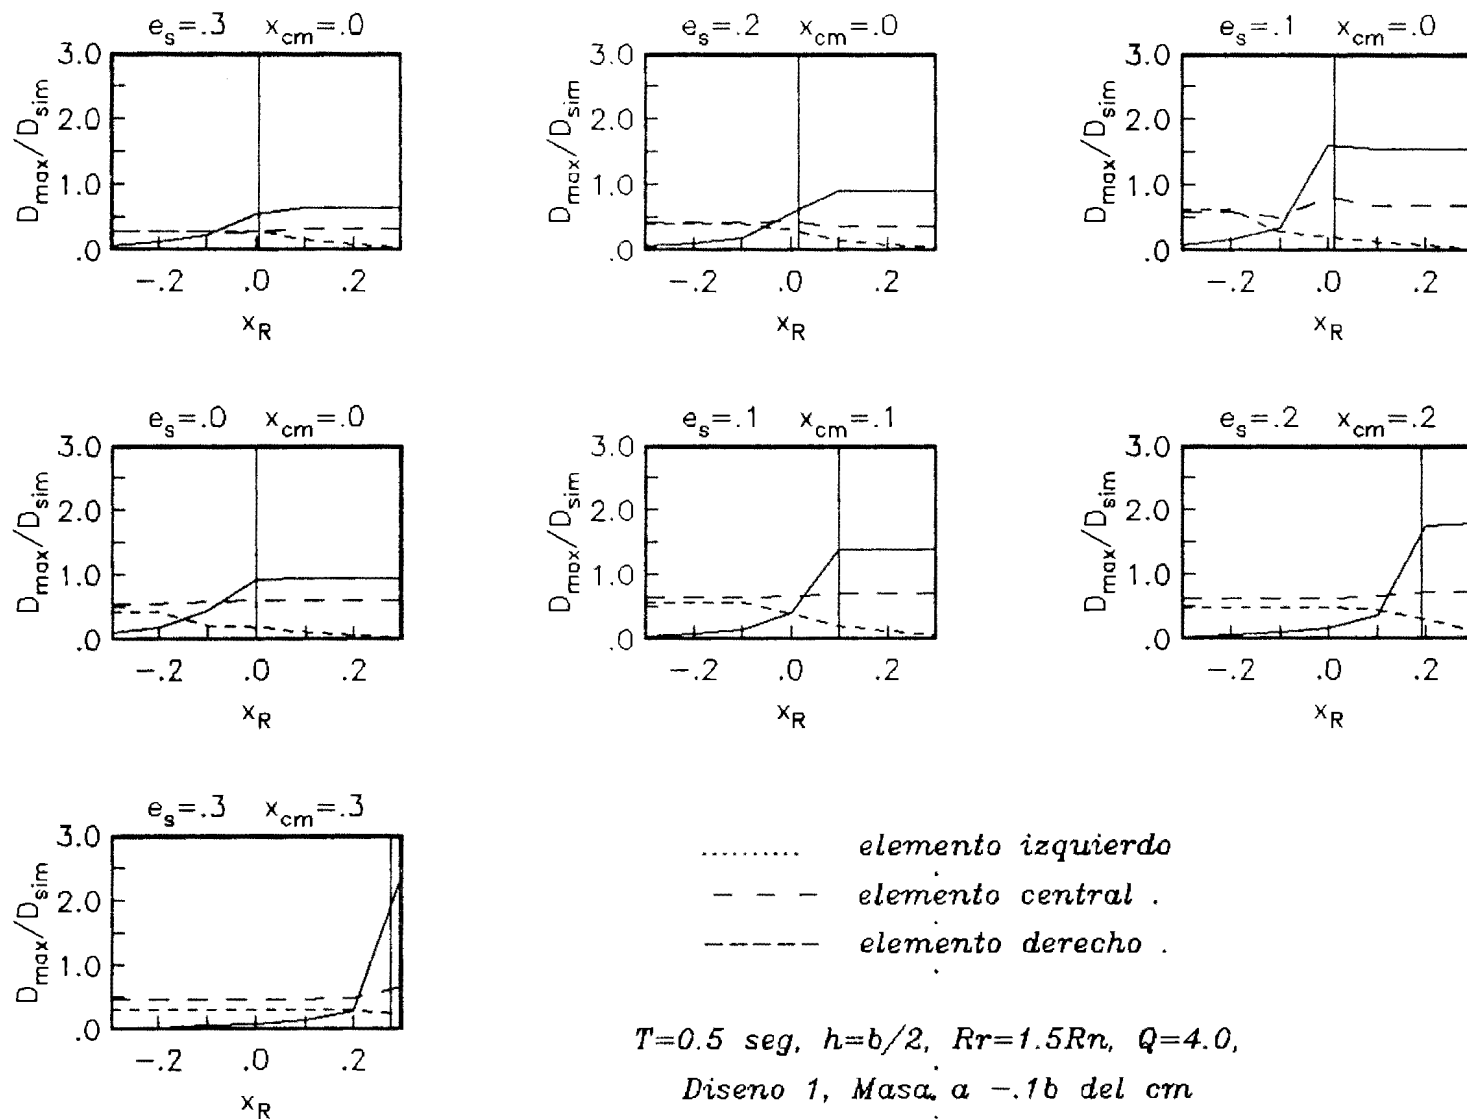 e_s=.3 x_cm=.0
D_max/D_sim
3.0
2.0
1.0
.0
-.2 .0 .2
x_R
e_s=.2 x_cm=.0
D_max/D_sim
3.0
2.0
1.0
.0
-.2 .0 .2
x_R
e_s=.1 x_cm=.0
D_max/D_sim
3.0
2.0
1.0
.0
-.2 .0 .2
x_R
e_s=.0 x_cm=.0
D_max/D_sim
3.0
2.0
1.0
.0
-.2 .0 .2
x_R
e_s=.1 x_cm=.1
D_max/D_sim
3.0
2.0
1.0
.0
-.2 .0 .2
x_R
e_s=.2 x_cm=.2
D_max/D_sim
3.0
2.0
1.0
.0
-.2 .0 .2
x_R
e_s=.3 x_cm=.3
D_max/D_sim
3.0
2.0
1.0
.0
-.2 .0 .2
x_R
elemento izquierdo
elemento central .
elemento derecho .
T=0.5 seg, h=b/2, Rr=1.5Rn, Q=4.0,
Diseno 1, Masa a -.1b del cm